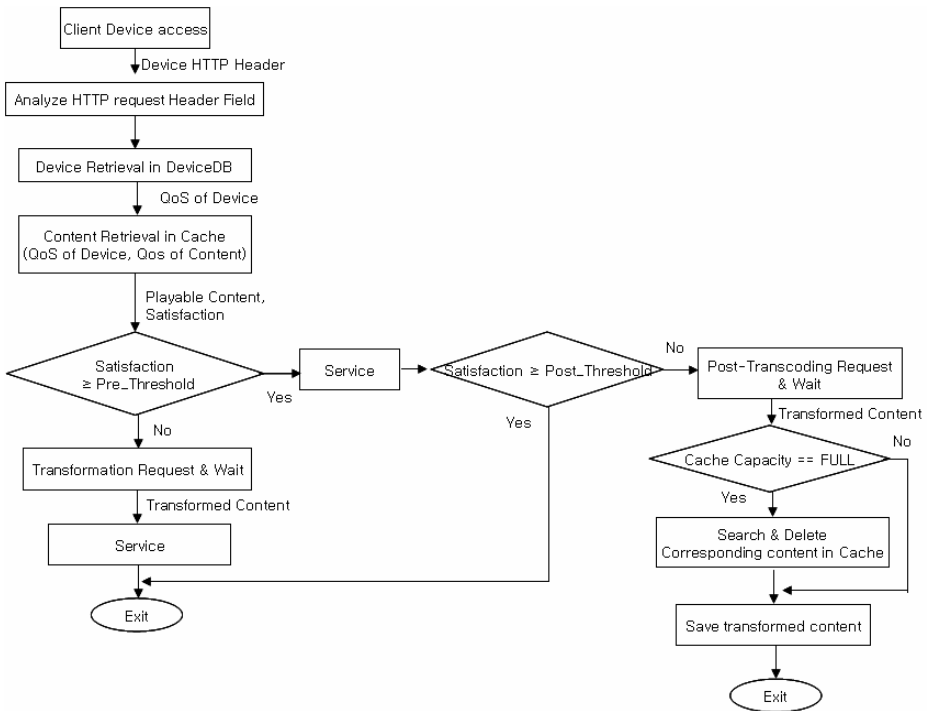 Client Device access
Device HTTP Header
Analyze HTTP request Header Field
Device Retrieval in DeviceDB
QoS of Device
Content Retrieval in Cache
(QoS of Device, Qos of Content)
Playable Content,
Satisfaction
Satisfaction
≥ Pre_Threshold
Yes
No
Transformation Request & Wait
Transformed Content
Service
Exit
Service
Satisfaction ≥ Post_Threshold
Yes
No
Post-Transcoding Request
& Wait
Transformed Content
Cache Capacity == FULL
No
Yes
Search & Delete
Corresponding content in Cache
Save transformed content
Exit